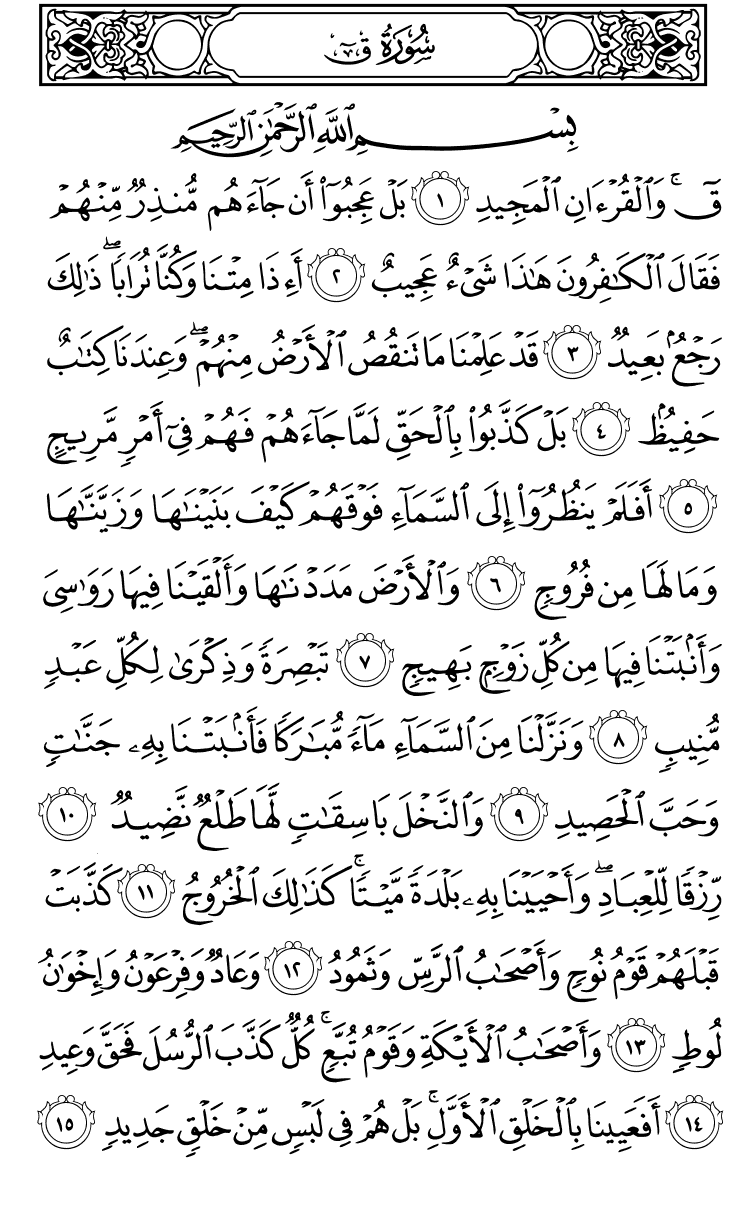 سُورَةُ قٓ
بِسۡمِ ٱللَّهِ ٱلرَّحۡمَٰنِ ٱلرَّحِيمِ
قٓۚ وَٱلۡقُرۡءَانِ ٱلۡمَجِيدِ ١ بَلۡ عَجِبُوٓاْ أَن جَآءَهُم مُّنذِرٞ مِّنۡهُمۡ
فَقَالَ ٱلۡكَٰفِرُونَ هَٰذَا شَيۡءٌ عَجِيبٌ ٢ أَءِذَا مِتۡنَا وَكُنَّا تُرَابٗاۖ ذَٰلِكَ
رَجۡعُۢ بَعِيدٞ ٣ قَدۡ عَلِمۡنَا مَا تَنقُصُ ٱلۡأَرۡضُ مِنۡهُمۡۖ وَعِندَنَا كِتَٰبٌ
حَفِيظُۢ ٤ بَلۡ كَذَّبُواْ بِٱلۡحَقِّ لَمَّا جَآءَهُمۡ فَهُمۡ فِيٓ أَمۡرٖ مَّرِيجٍ
٥ أَفَلَمۡ يَنظُرُوٓاْ إِلَى ٱلسَّمَآءِ فَوۡقَهُمۡ كَيۡفَ بَنَيۡنَٰهَا وَزَيَّنَّٰهَا
وَمَا لَهَا مِن فُرُوجٖ ٦ وَٱلۡأَرۡضَ مَدَدۡنَٰهَا وَأَلۡقَيۡنَا فِيهَا رَوَٰسِيَ
وَأَنۢبَتۡنَا فِيهَا مِن كُلِّ زَوۡجِۭ بَهِيجٖ ٧ تَبۡصِرَةٗ وَذِكۡرَىٰ لِكُلِّ عَبۡدٖ
مُّنِيبٖ ٨ وَنَزَّلۡنَا مِنَ ٱلسَّمَآءِ مَآءٗ مُّبَٰرَكٗا فَأَنۢبَتۡنَا بِهِۦ جَنَّٰتٖ
وَحَبَّ ٱلۡحَصِيدِ ٩ وَٱلنَّخۡلَ بَاسِقَٰتٖ لَّهَا طَلۡعٞ نَّضِيدٞ ١٠
رِّزۡقٗا لِّلۡعِبَادِۖ وَأَحۡيَيۡنَا بِهِۦ بَلۡدَةٗ مَّيۡتٗاۚ كَذَٰلِكَ ٱلۡخُرُوجُ ١١ كَذَّبَتۡ
قَبۡلَهُمۡ قَوۡمُ نُوحٖ وَأَصۡحَٰبُ ٱلرَّسِّ وَثَمُودُ ١٢ وَعَادٞ وَفِرۡعَوۡنُ وَإِخۡوَٰنُ
لُوطٖ ١٣ وَأَصۡحَٰبُ ٱلۡأَيۡكَةِ وَقَوۡمُ تُبَّعٖۚ كُلّٞ كَذَّبَ ٱلرُّسُلَ فَحَقَّ وَعِيدِ
١٤ أَفَعَيِينَا بِٱلۡخَلۡقِ ٱلۡأَوَّلِۚ بَلۡ هُمۡ فِي لَبۡسٖ مِّنۡ خَلۡقٖ جَدِيدٖ ١٥